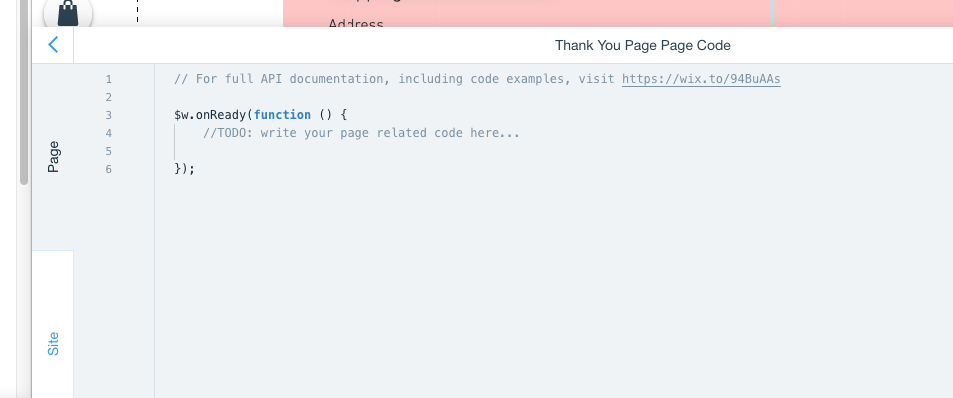 Address
Thank You Page Page Code
Page
Site
1 // For full API documentation, including code examples, visit https://wix.to/94BuAAs
2
3 $w.onReady(function () {
4 //TODO: write your page related code here...
5
6 });